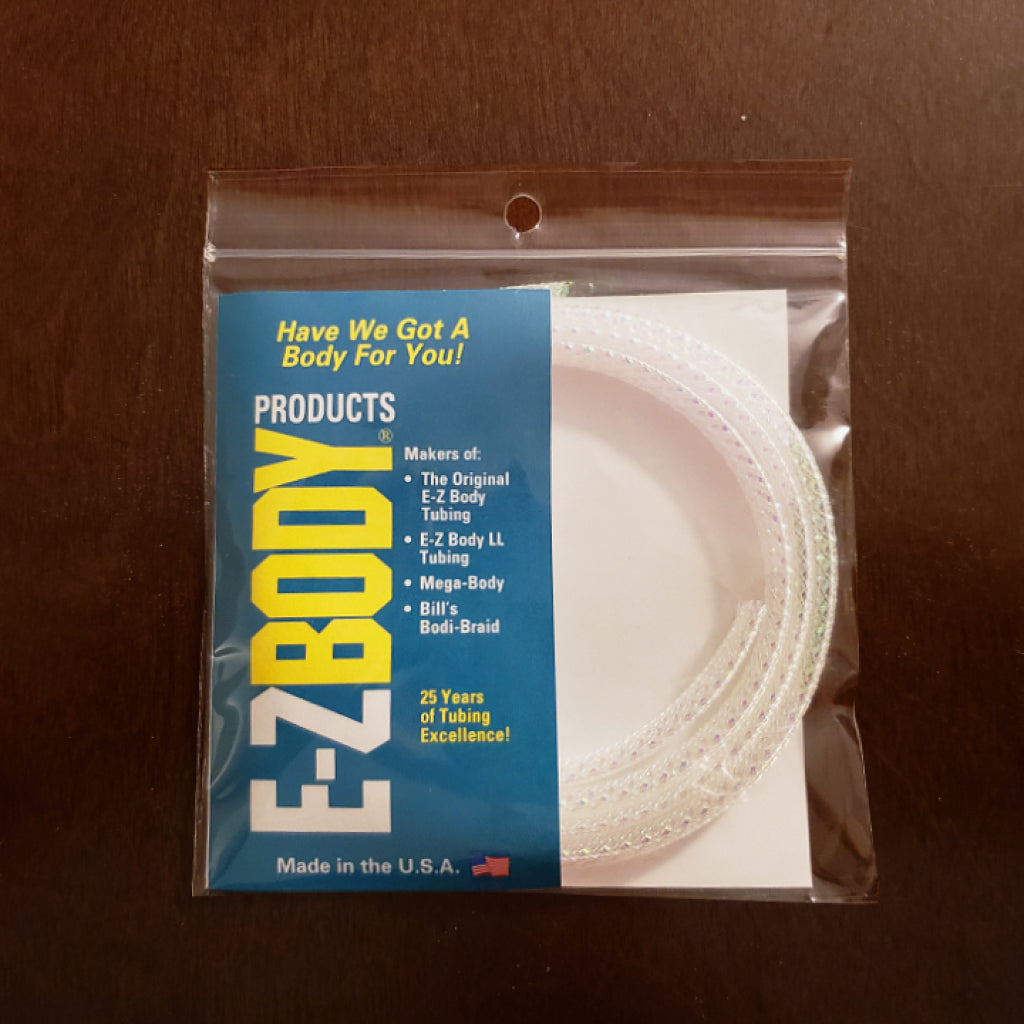 Have We Got A
Body For You!
PRODUCTS
E-Z BODY®
Makers of:
• The Original
E-Z Body
Tubing
• E-Z Body LL
Tubing
• Mega-Body
• Bill's
Bodi-Braid
25 Years
of Tubing
Excellence!
Made in the U.S.A.